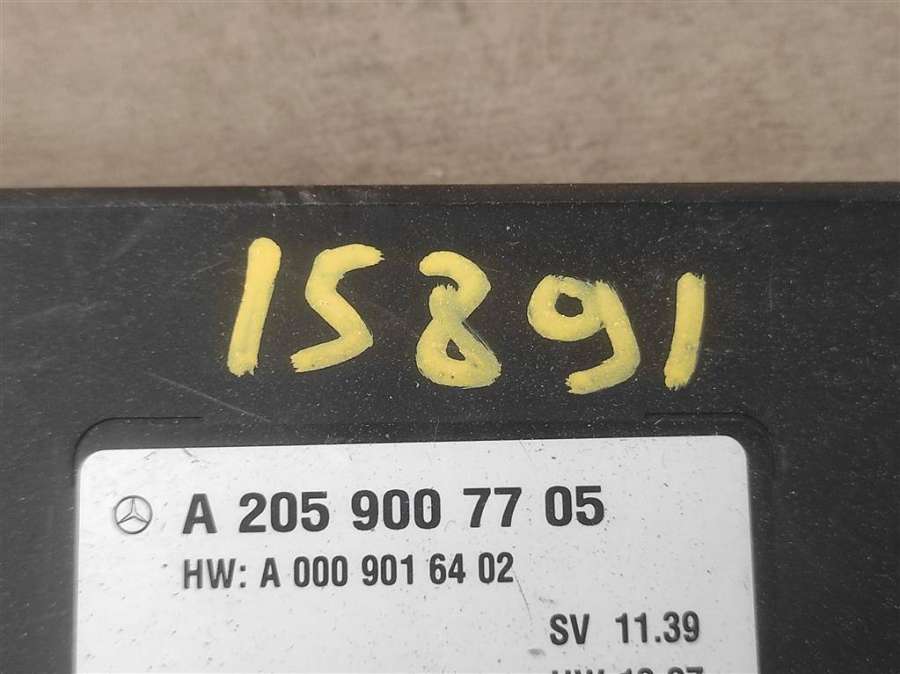 15891
A 205 900 77 05
HW: A 000 901 64 02
SV 11.39